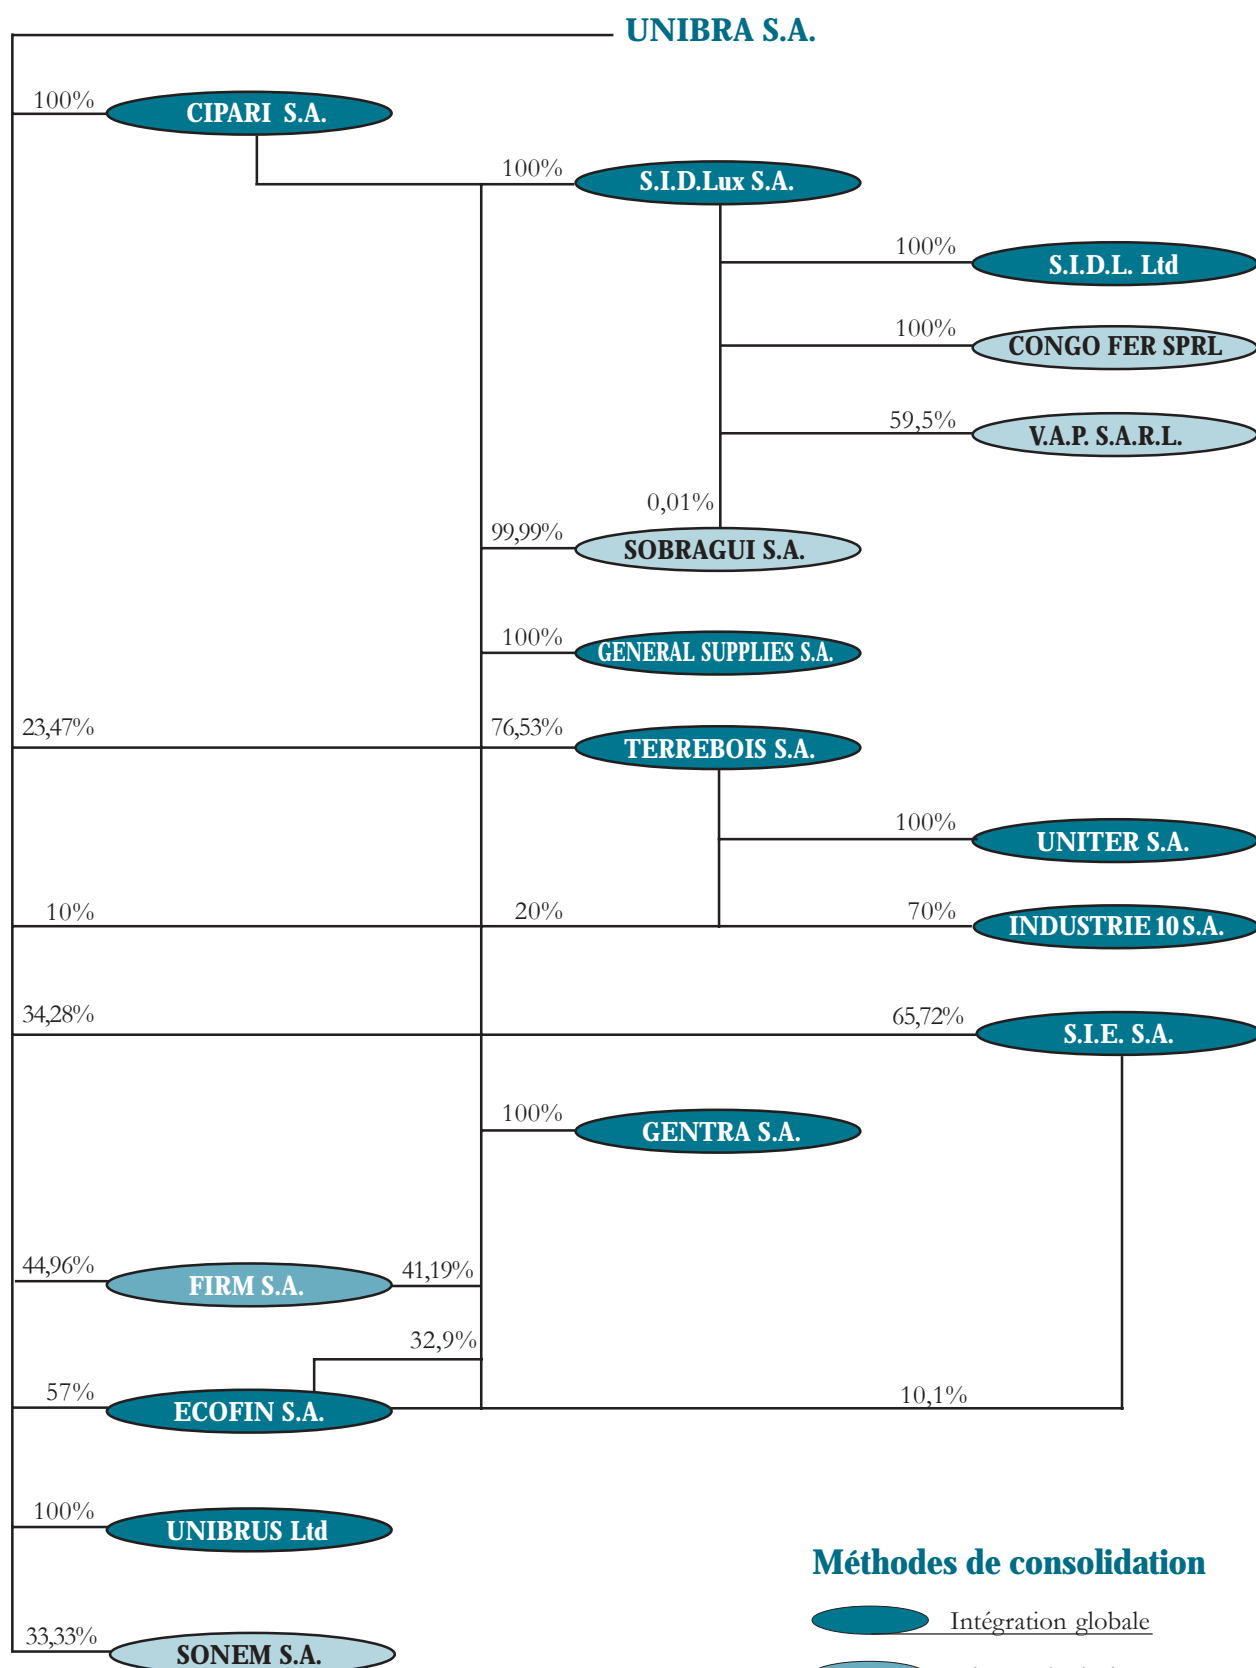 UNIBRA S.A.
100%
CIPARI S.A.
100%
S.I.D.Lux S.A.
100%
S.I.D.L. Ltd
100%
CONGO FER SPRL
59,5%
V.A.P. S.A.R.L.
0,01%
99,99%
SOBRAGUI S.A.
100%
GENERAL SUPPLIES S.A.
23,47%
76,53%
TERREBOIS S.A.
100%
UNITER S.A.
10%
20%
70%
INDUSTRIE 10 S.A.
34,28%
65,72%
S.I.E. S.A.
100%
GENTRA S.A.
44,96%
FIRM S.A.
41,19%
32,9%
57%
ECOFIN S.A.
10,1%
100%
UNIBRUS Ltd
Méthodes de consolidation
Intégration globale
33,33%
SONEM S.A.